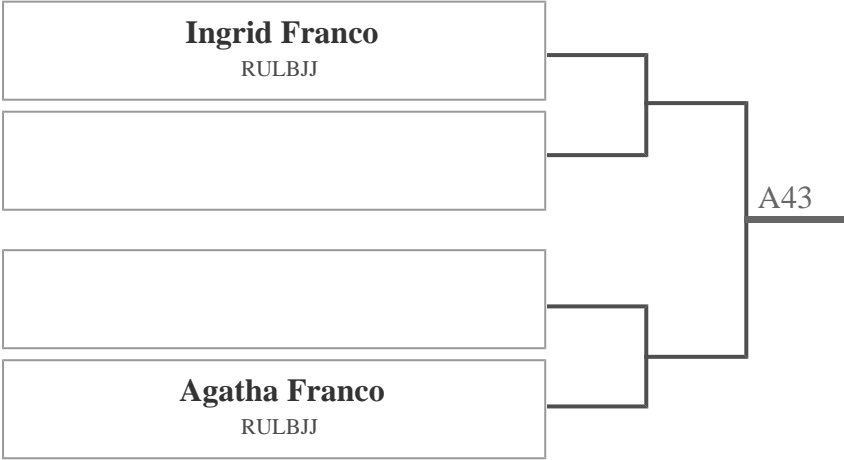 Ingrid Franco
RULBJJ
A43
Agatha Franco
RULBJJ